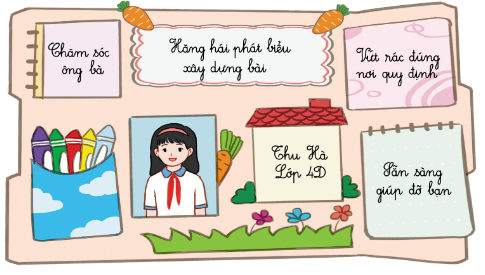 Chăm sóc
ông bà
Hăng hái phát biểu
xây dựng bài
Vứt rác đúng
nơi quy định
Thu Hà
Lớp 4D
Sẵn sàng
giúp đỡ bạn